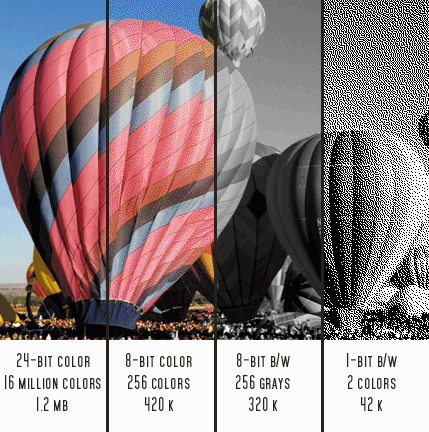 24-BIT COLOR
16 MILLION COLORS
1.2 MB
8-BIT COLOR
256 COLORS
420 K
8-BIT B/W
256 GRAYS
320 K
1-BIT B/W
2 COLORS
42 K